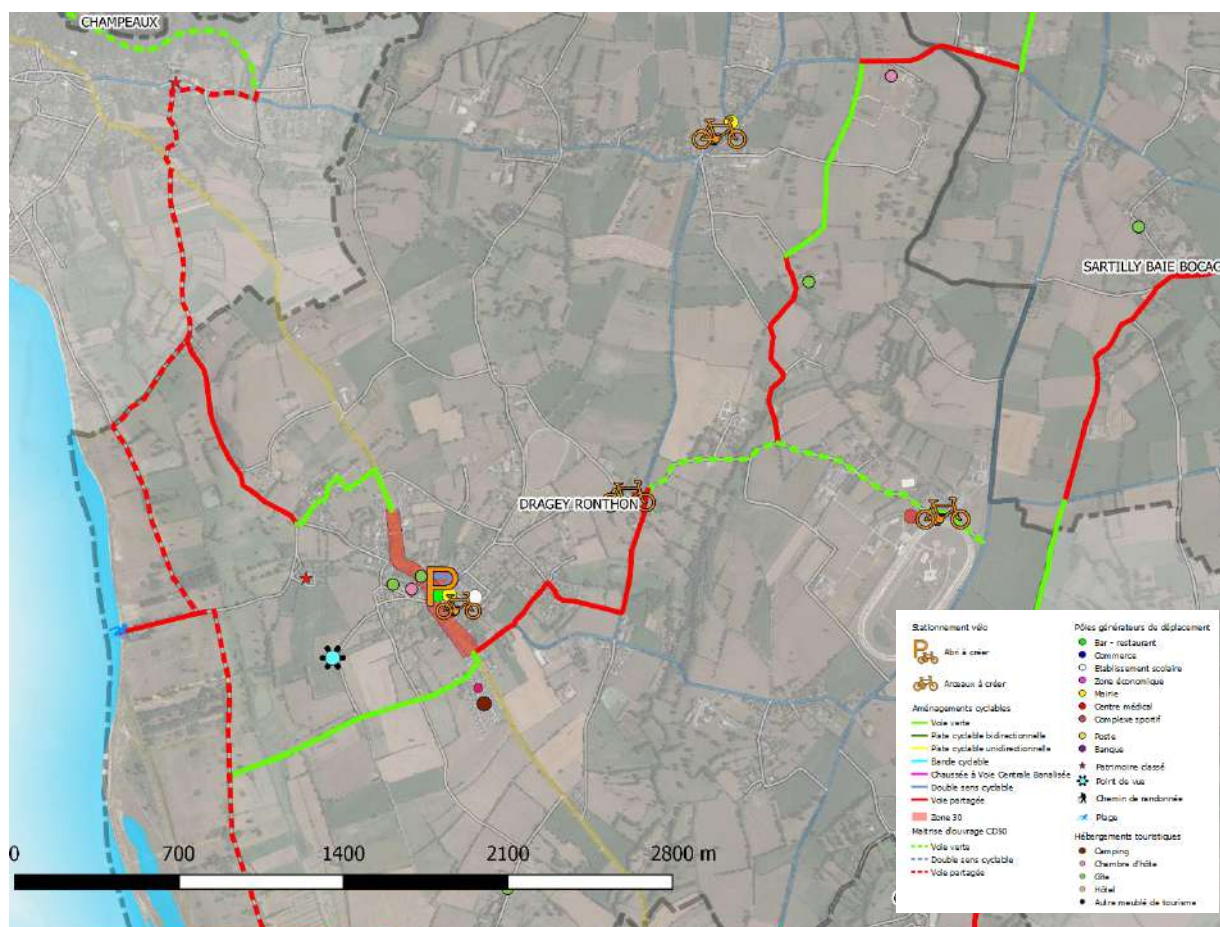 CHAMPEAUX
SARTILLY BAIE BOCAG
DRAGEY RONTHON
0 700 1400 2100 2800 m
P
Stationnement vélo
P
Abri à créer
Arceaux à créer
Aménagements cyclables
Voie verte
Piste cyclable bidirectionnelle
Piste cyclable unidirectionnelle
Bande cyclable
Chaussée à Voie Centrale Banalisée
Double sens cyclable
Voie partagée
Zone 30
Maitrise d'ouvrage CD50
Voie verte
Double sens cyclable
Voie partagée
Pôles générateurs de déplacement
Bar - restaurant
Commerce
Etablissement scolaire
Zone économique
Mairie
Centre médical
Complexe sportif
Poste
Banque
Patrimoine classé
Point de vue
Chemin de randonnée
Plage
Hébergements touristiques
Camping
Chambre d'hôte
Gîte
Hôtel
Autre meublé de tourisme